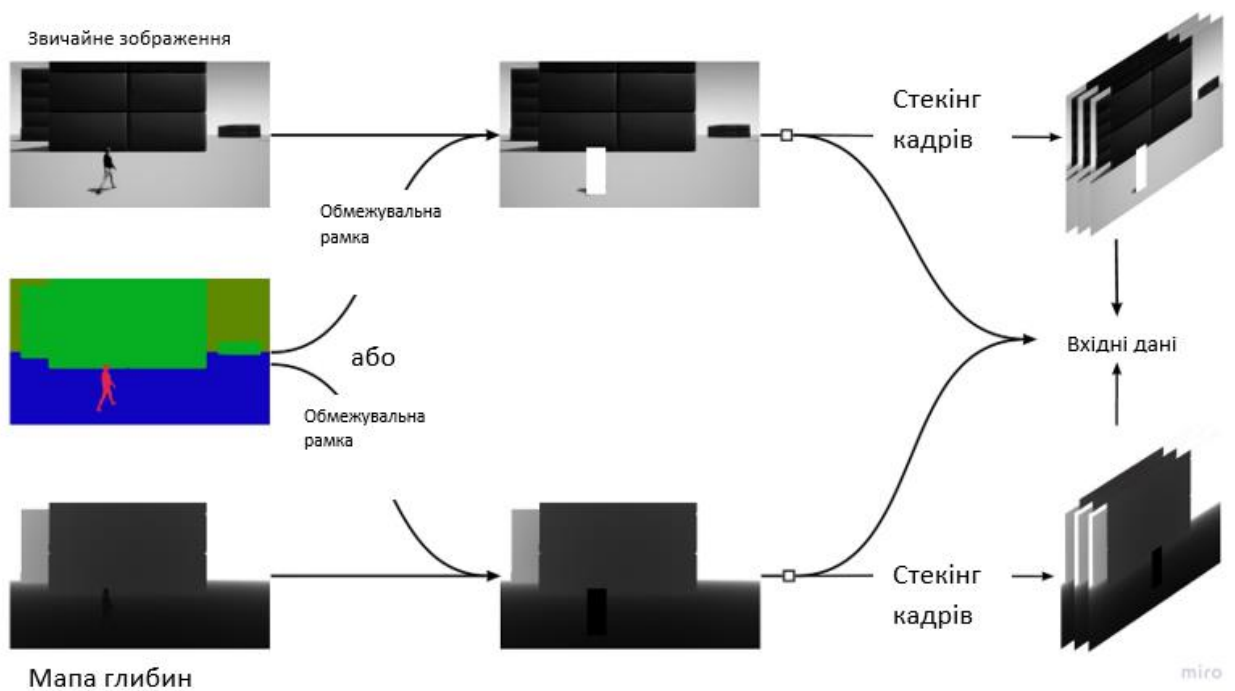 Звичайне зображення
Стекінг
кадрів
Обмежувальна
рамка
або
Вхідні дані
Обмежувальна
рамка
Стекінг
кадрів
Мапа глибин
miro